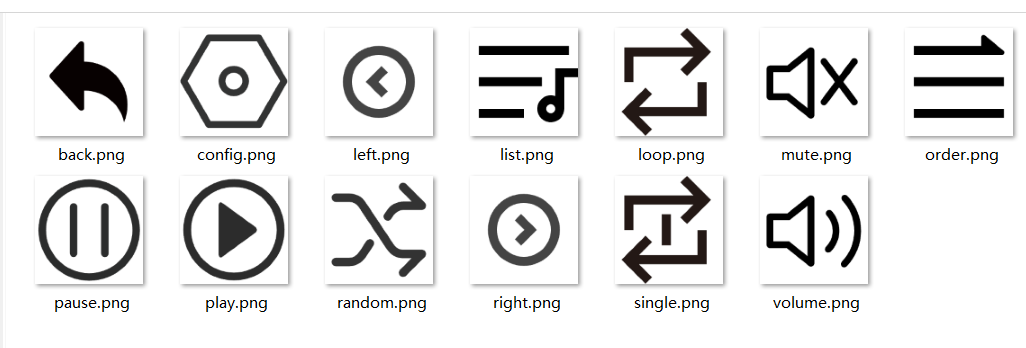 back.png
config.png
left.png
list.png
loop.png
mute.png
order.png
pause.png
play.png
random.png
right.png
single.png
volume.png